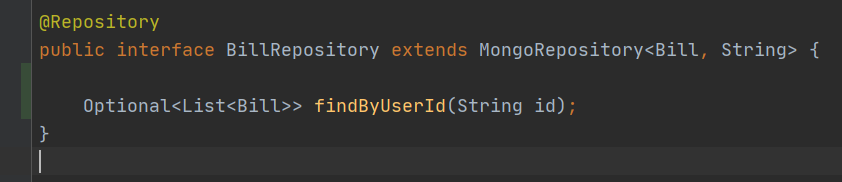 @Repository
public interface BillRepository extends MongoRepository<Bill, String> {
Optional<List<Bill>> findByUserId(String id);
}